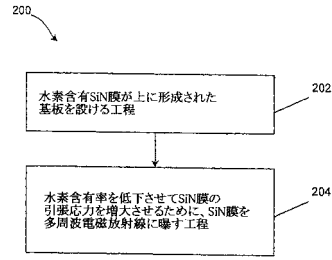 200
水素含有SiN膜が上に形成された
基板を設ける工程
202
水素含有率を低下させてSiN膜の
引張応力を増大させるために、SiN膜を
多周波電磁放射線に曝す工程
204